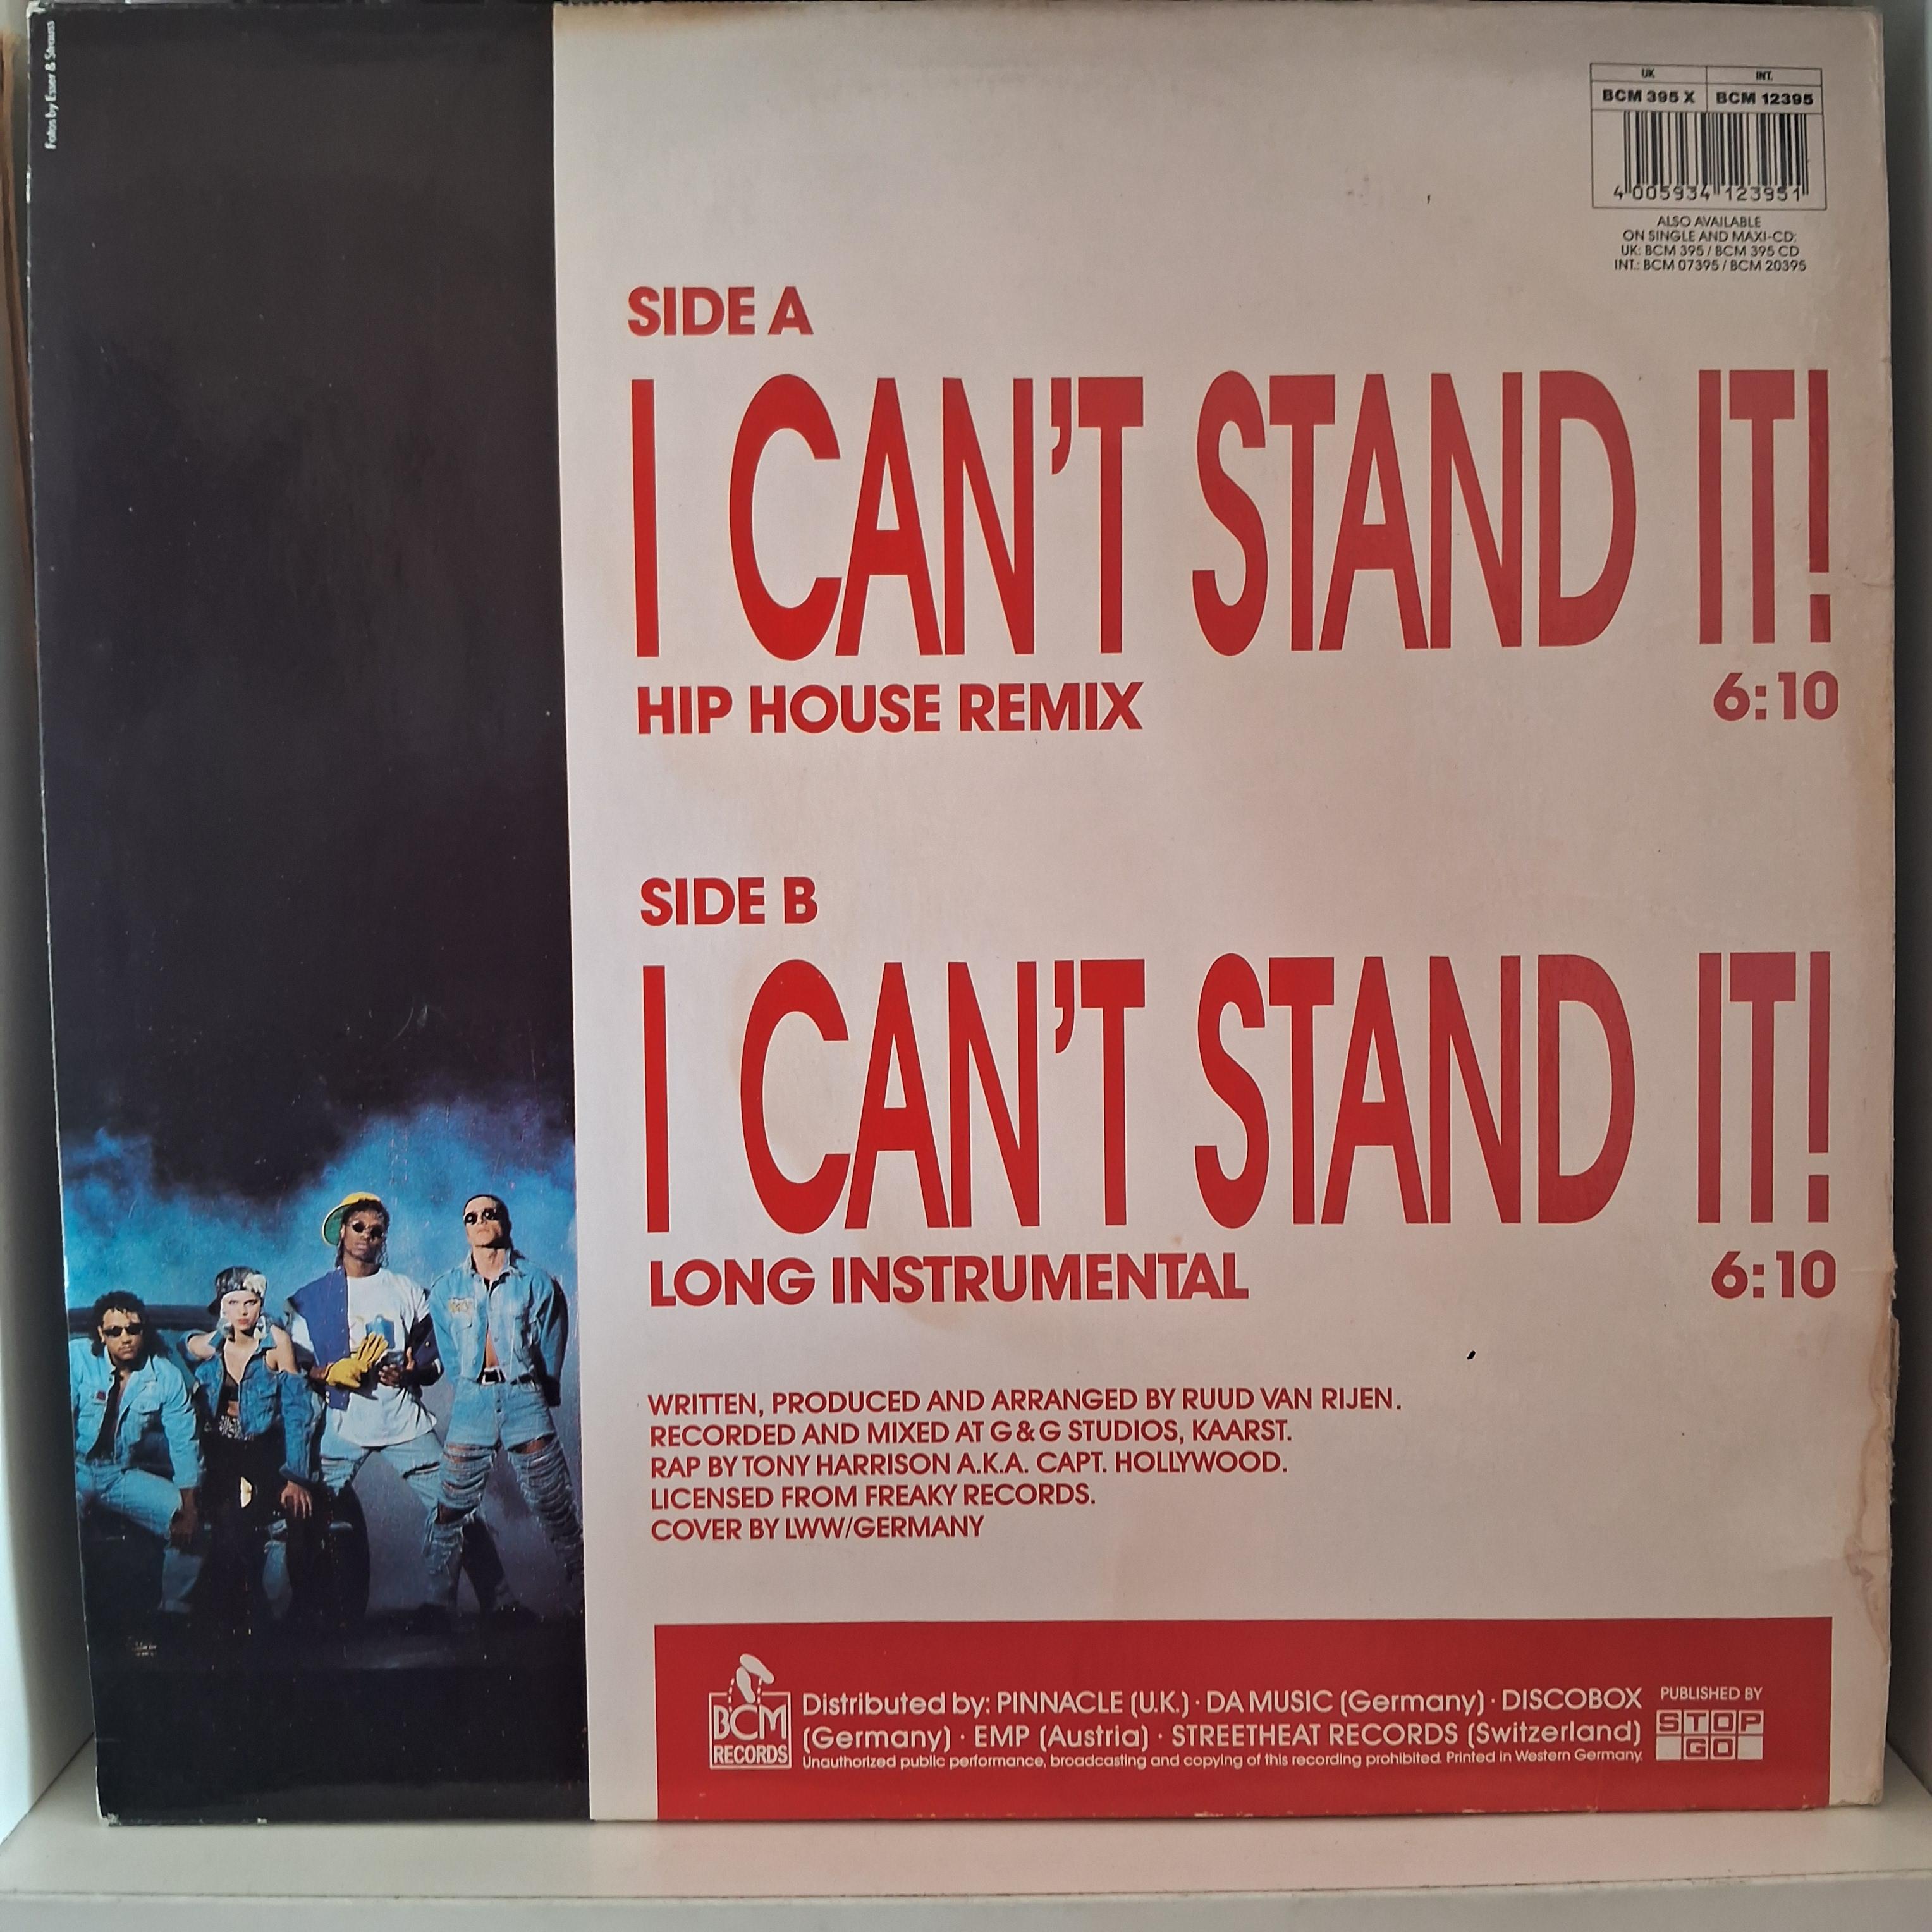 Fotos by Esser & Strauss
UK INT.
BCM 395 X BCM 12395
4 005934 123951
ALSO AVAILABLE
ON SINGLE AND MAXI-CD:
UK: BCM 395 / BCM 395 CD
INT.: BCM 07395 / BCM 20395
SIDE A
I CAN'T STAND IT!
HIP HOUSE REMIX 6:10
SIDE B
I CAN'T STAND IT!
LONG INSTRUMENTAL 6:10
WRITTEN, PRODUCED AND ARRANGED BY RUUD VAN RIJEN.
RECORDED AND MIXED AT G & G STUDIOS, KAARST.
RAP BY TONY HARRISON A.K.A. CAPT. HOLLYWOOD.
LICENSED FROM FREAKY RECORDS.
COVER BY LWW/GERMANY
BCM
RECORDS
Distributed by: PINNACLE (U.K.) · DA MUSIC (Germany) · DISCOBOX
(Germany) · EMP (Austria) · STREETHEAT RECORDS (Switzerland)
Unauthorized public performance, broadcasting and copying of this recording prohibited. Printed in Western Germany.
PUBLISHED BY
STOP
GO